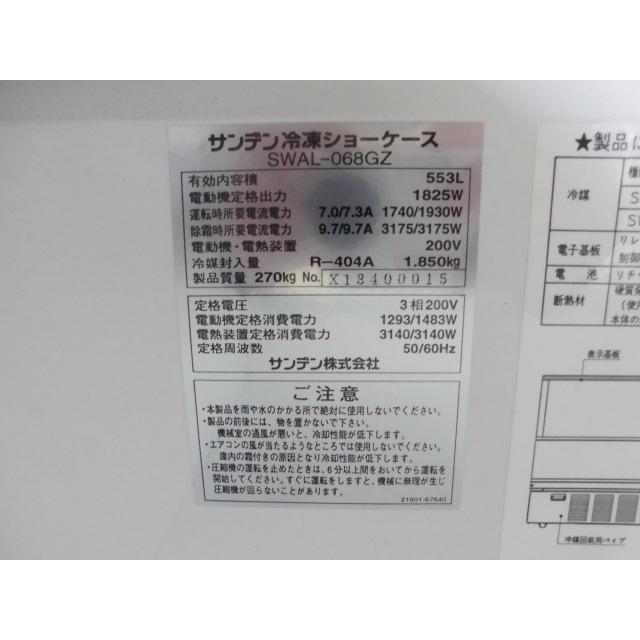 サンデン冷凍ショーケース
SWAL-068GZ
有効内容積 553L
電動機定格出力 1825W
運転時所要電流電力 7.0/7.3A 1740/1930W
除霜時所要電流電力 9.7/9.7A 3175/3175W
電動機・電熱装置 200V
冷媒封入量 R-404A 1.850kg
製品質量 270kg No. X13400015
定格電圧 3相200V
電動機定格消費電力 1293/1483W
電熱装置定格消費電力 3140/3140W
定格周波数 50/60Hz
サンデン株式会社
ご注意
・本製品を雨や水のかかる所で絶対に使用しないでください。
・製品の前後には、物を置かないで下さい。
機械室の通風が悪いと、冷却性能が低下します。
・エアコンの風が当たるようなところでは使用しないでください。
庫内の霜付きの原因となり冷却性能が低下します。
・圧縮機の運転を止めたときは、6分以上間をおいてから運転を
開始してください。すぐに運転をしますと、機械に無理が生じ
圧縮機が回らないことがあります。
21601-67640
★製品に
冷媒
電子基板 リレ
制御
電池 リチ
断熱材 硬質発
(使用
本体の
表示基板
冷媒回収用パイプ